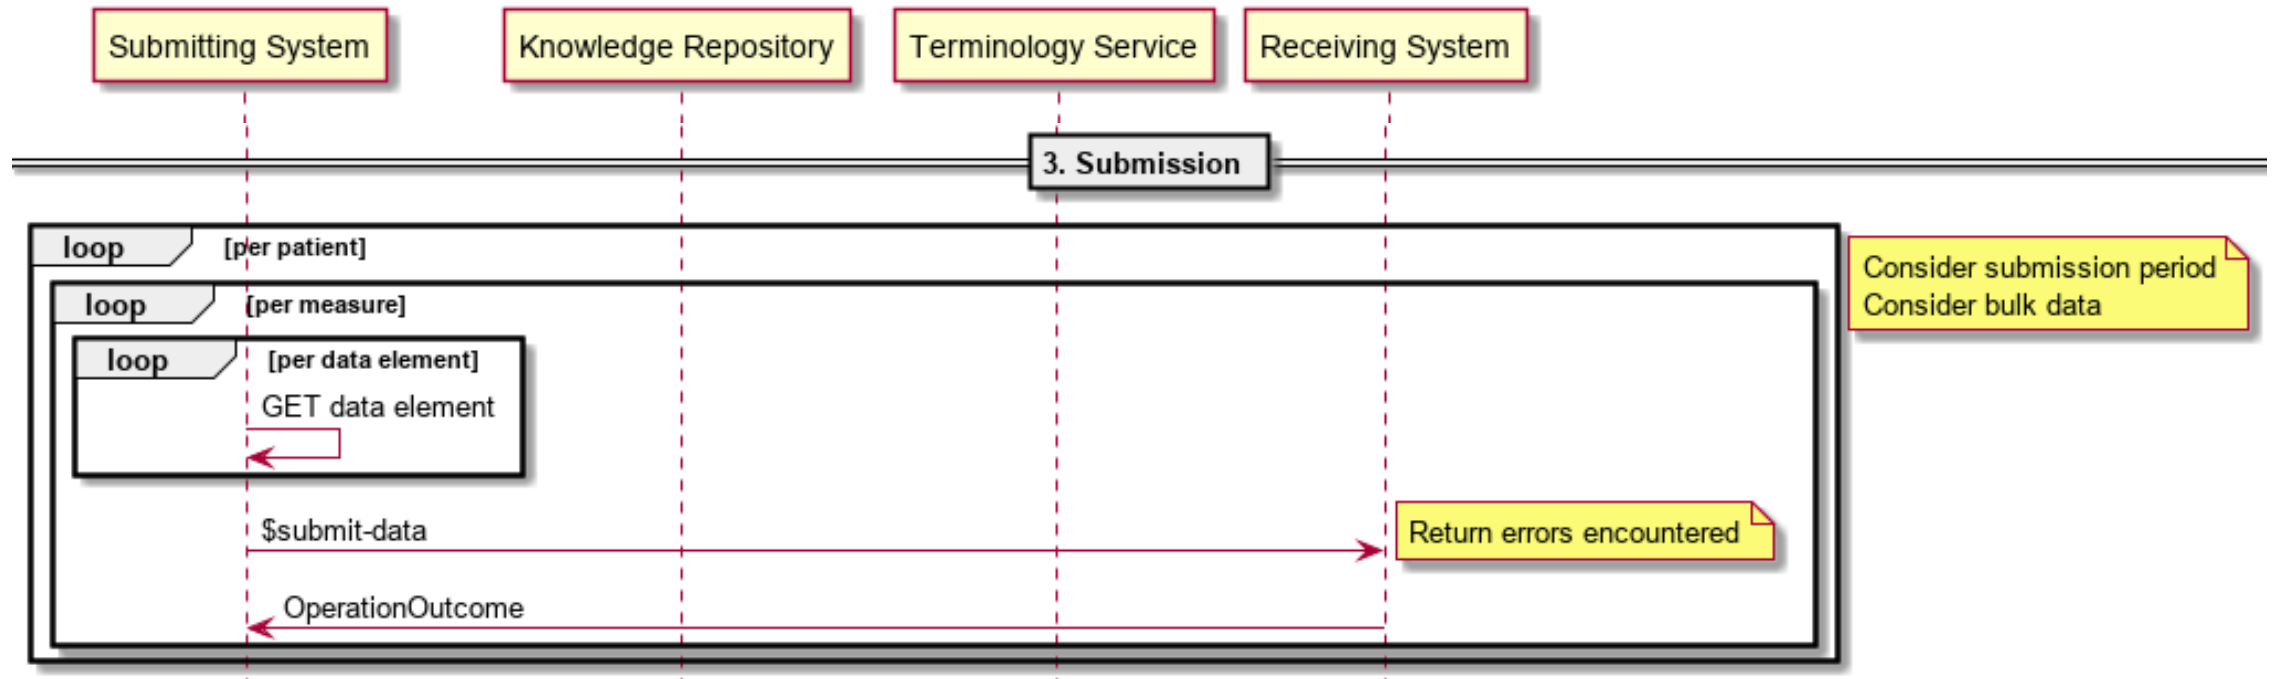 Submitting System
Knowledge Repository
Terminology Service
Receiving System
3. Submission
loop [per patient]
Consider submission period
Consider bulk data
loop [per measure]
loop [per data element]
GET data element
$submit-data
Return errors encountered
OperationOutcome